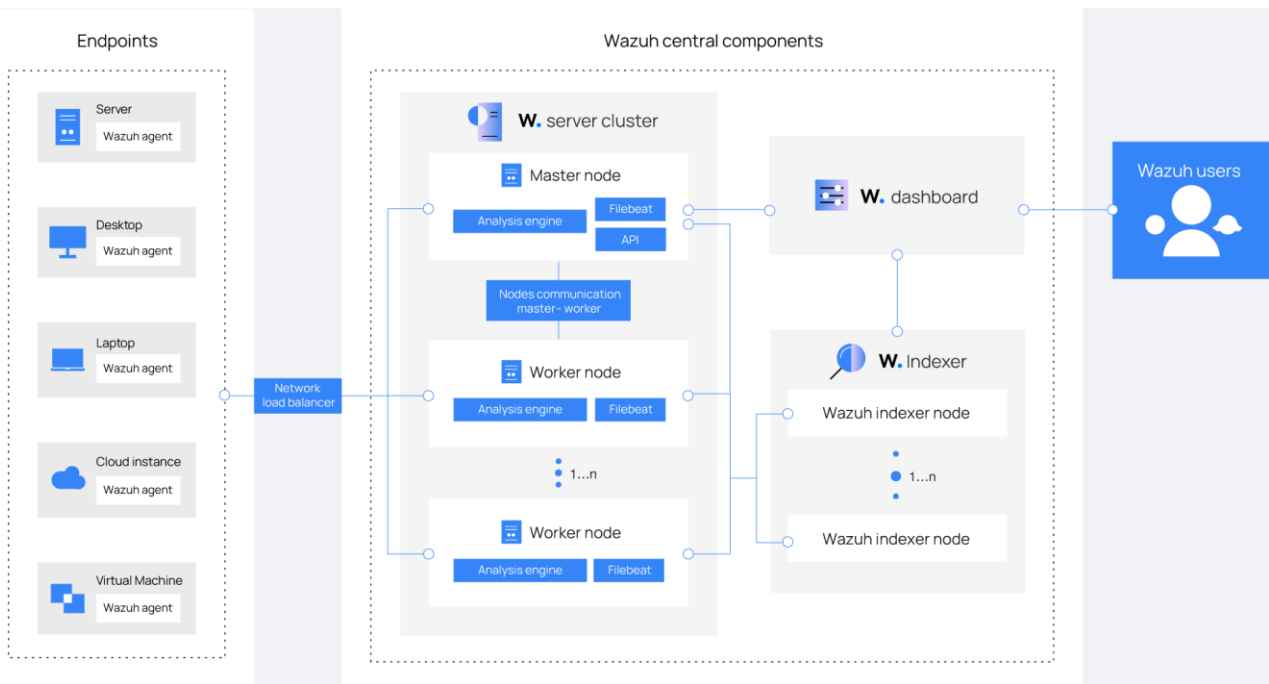 Endpoints
Server
Wazuh agent
Desktop
Wazuh agent
Laptop
Wazuh agent
Cloud instance
Wazuh agent
Virtual Machine
Wazuh agent
Network
load balancer
Wazuh central components
W. server cluster
Master node
Analysis engine
Filebeat
API
Nodes communication
master- worker
Worker node
Analysis engine
Filebeat
1...n
Worker node
Analysis engine
Filebeat
W. dashboard
W. Indexer
Wazuh indexer node
1...n
Wazuh indexer node
Wazuh users